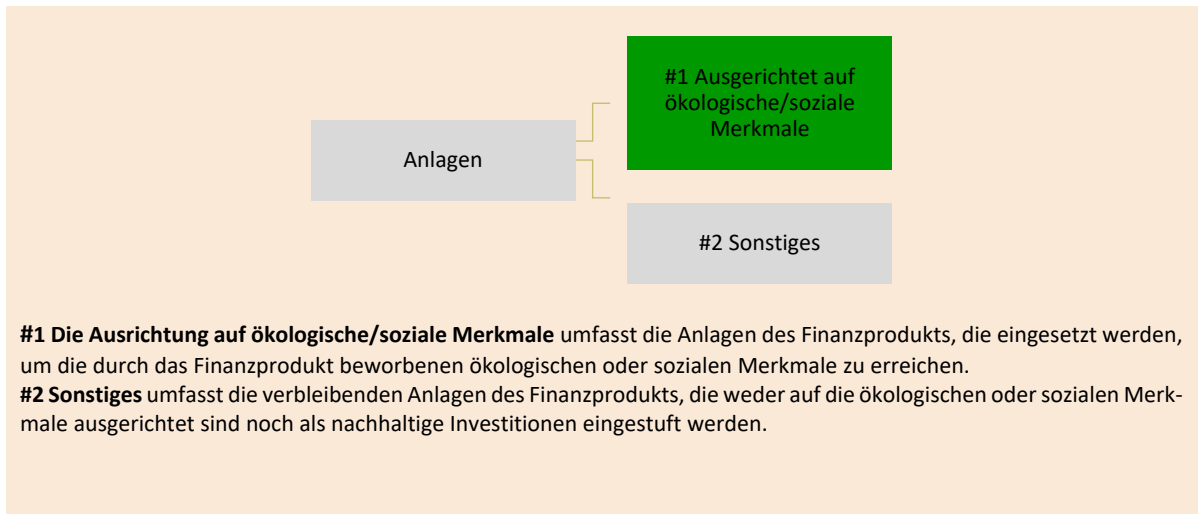 #1 Ausgerichtet auf
ökologische/soziale
Merkmale
Anlagen
#2 Sonstiges
#1 Die Ausrichtung auf ökologische/soziale Merkmale umfasst die Anlagen des Finanzprodukts, die eingesetzt werden,
um die durch das Finanzprodukt beworbenen ökologischen oder sozialen Merkmale zu erreichen.
#2 Sonstiges umfasst die verbleibenden Anlagen des Finanzprodukts, die weder auf die ökologischen oder sozialen Merk-
male ausgerichtet sind noch als nachhaltige Investitionen eingestuft werden.